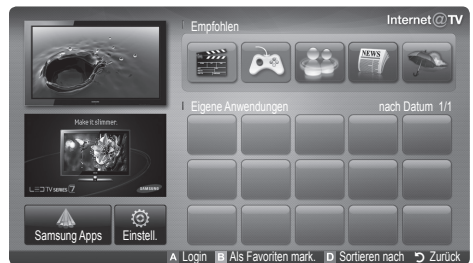 Internet@TV
Empfohlen
NEWS
Eigene Anwendungen nach Datum 1/1
Make it slimmer.
LED TV SERIES 7 SAMSUNG
Samsung Apps Einstell.
A Login B Als Favoriten mark. D Sortieren nach Zurück